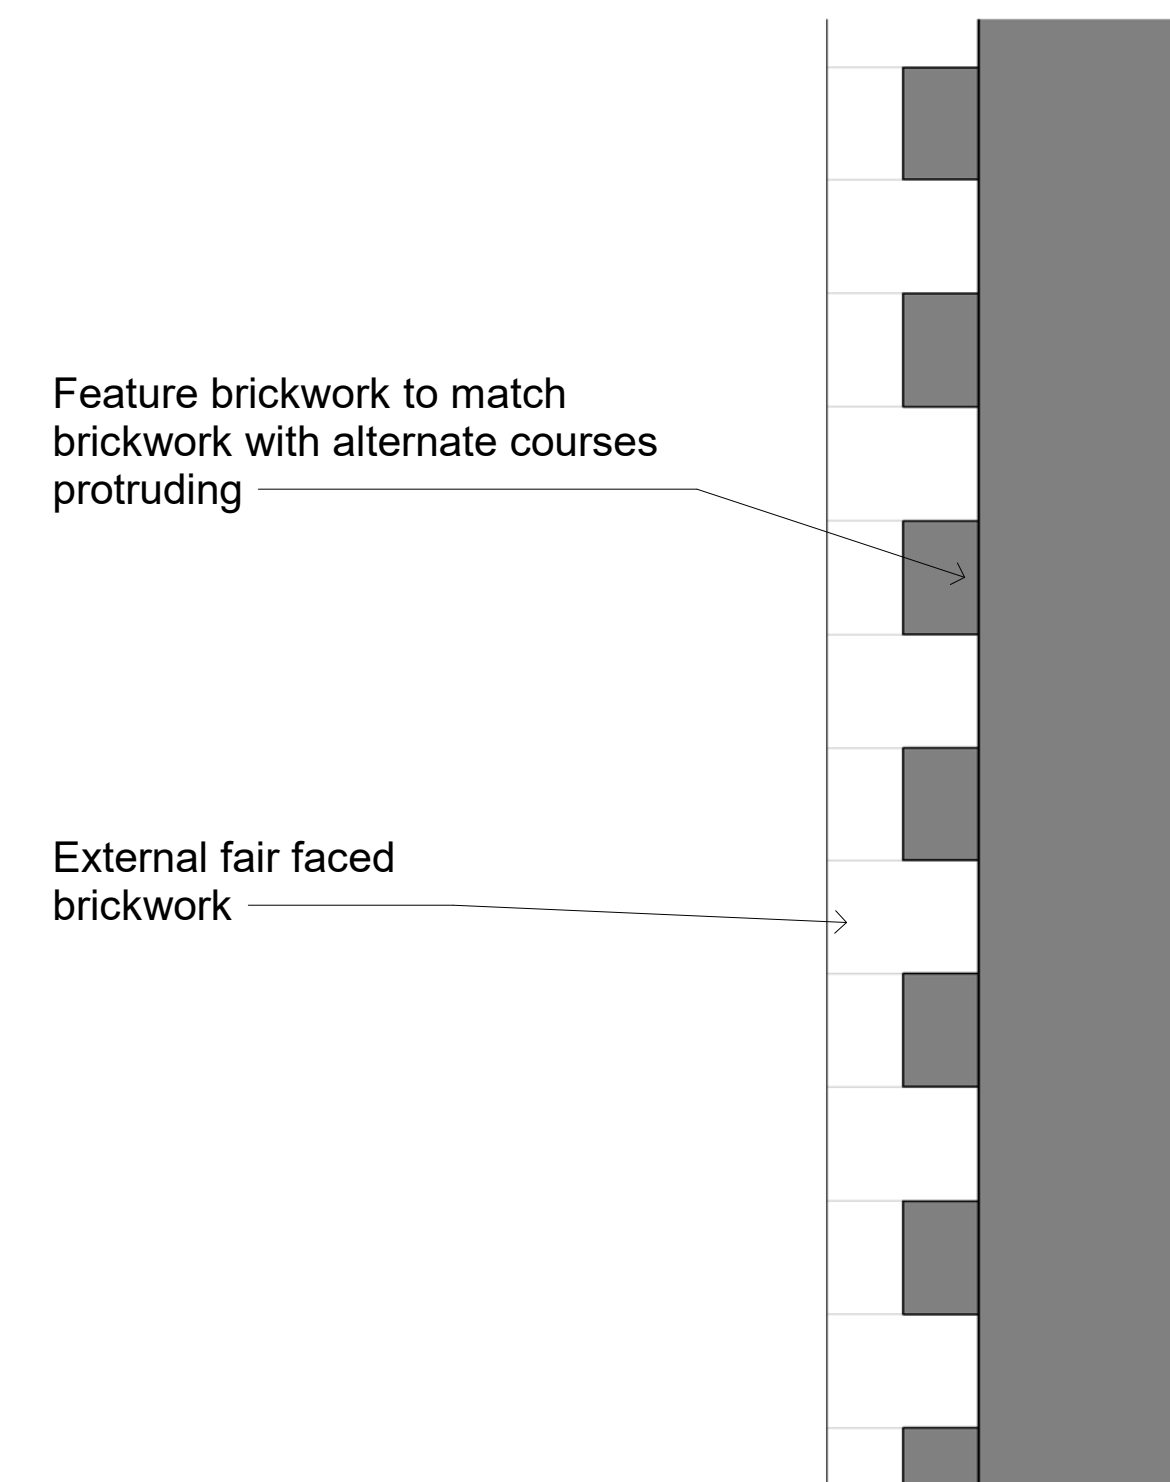 Feature brickwork to match
brickwork with alternate courses
protruding
External fair faced
brickwork